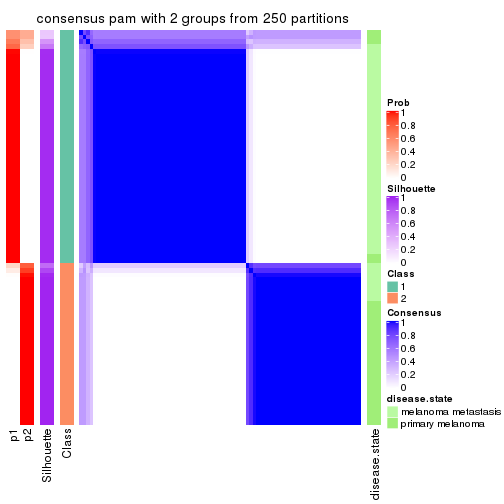 consensus pam with 2 groups from 250 partitions
Prob
1
0.8
0.6
0.4
0.2
0
Silhouette
1
0.8
0.6
0.4
0.2
0
Class
1
2
Consensus
1
0.8
0.6
0.4
0.2
0
disease.state
melanoma metastasis
primary melanoma
p1
p2
Silhouette
Class
disease.state